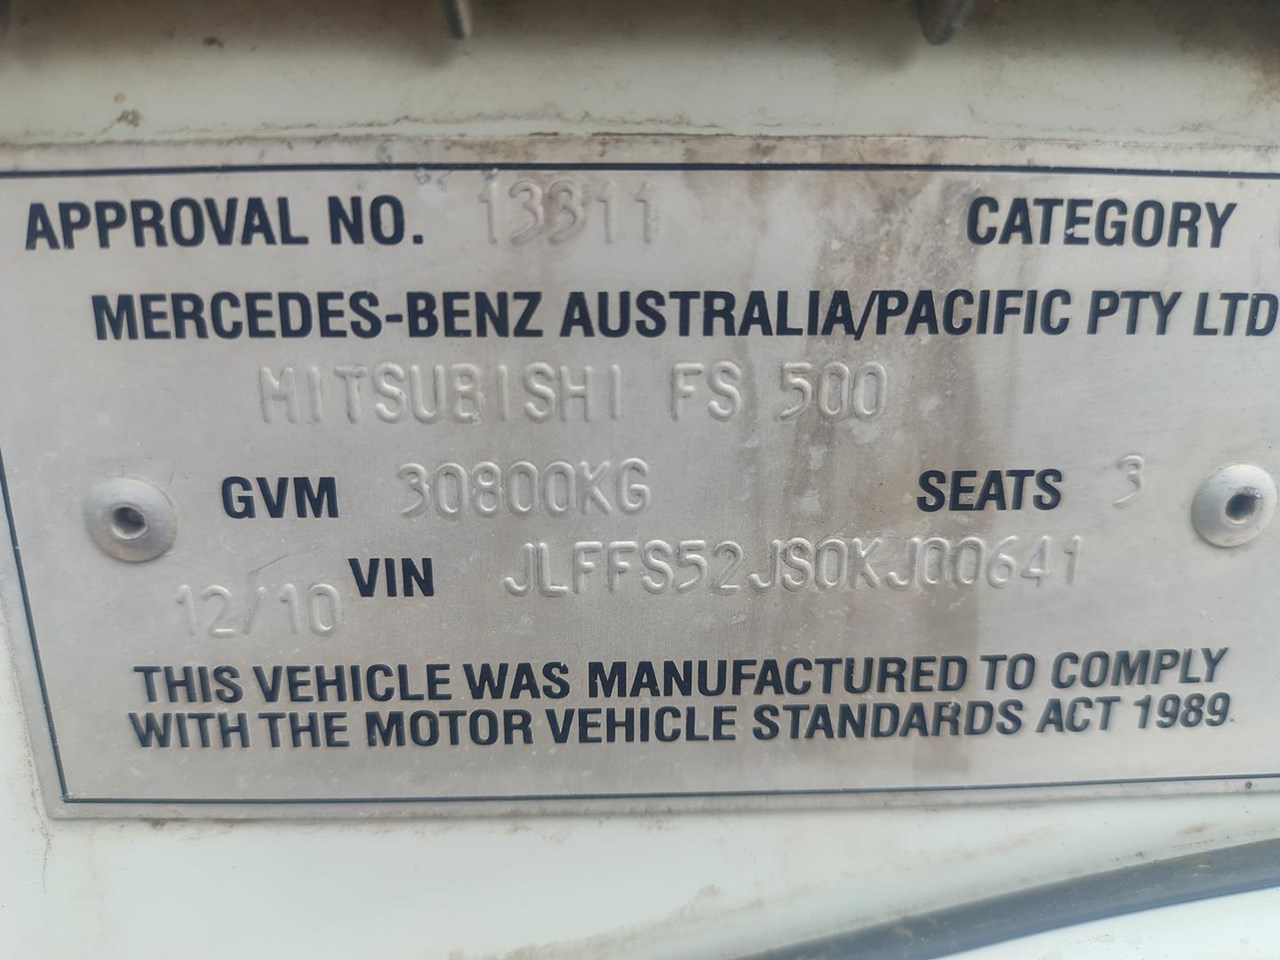 APPROVAL NO. 13311 CATEGORY
MERCEDES-BENZ AUSTRALIA/PACIFIC PTY LTD
MITSUBISHI FS 500
GVM 30800KG SEATS 3
VIN JLFFS52JS0KJ00641
12/10
THIS VEHICLE WAS MANUFACTURED TO COMPLY
WITH THE MOTOR VEHICLE STANDARDS ACT 1989.